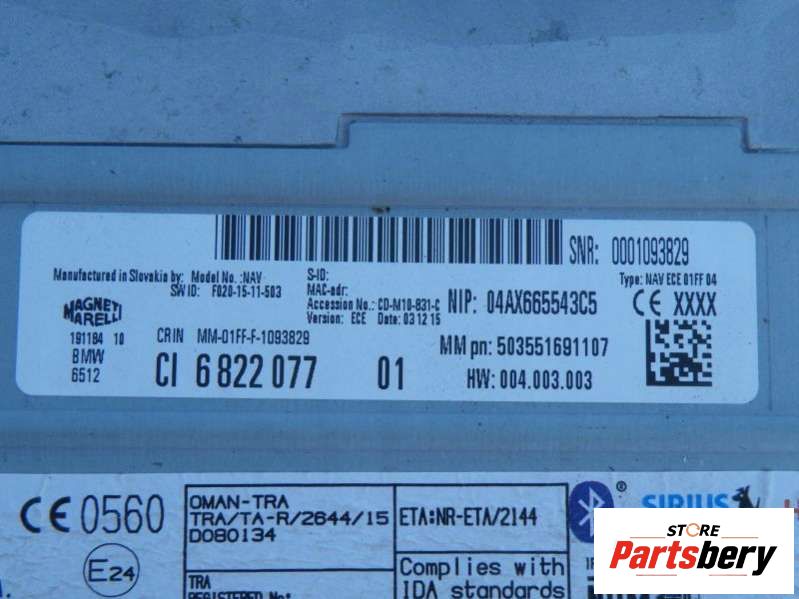 SNR: 0001093829
Manufactured in Slovakia by: Model No.:NAV
SW ID: F020-15-11-503
S-ID:
MAC-adr:
Accession No.: CD-M10-831-C
Version: ECE Date: 03 12 15
NIP: 04AX665543C5
Type: NAV ECE 01FF 04
CE XXXX
MAGNETI
MARELLI
191184 10
BMW
6512
CRIN MM-01FF-F-1093829
CI 6 822 077 01
MM pn: 503551691107
HW: 004.003.003
CE 0560
E24
OMAN-TRA
TRA/TA-R/2644/15
D080134
TRA
REGISTERED No:
ETA:NR-ETA/2144
Complies with
IDA standards
®
SIRIUS
STORE
Partsbery